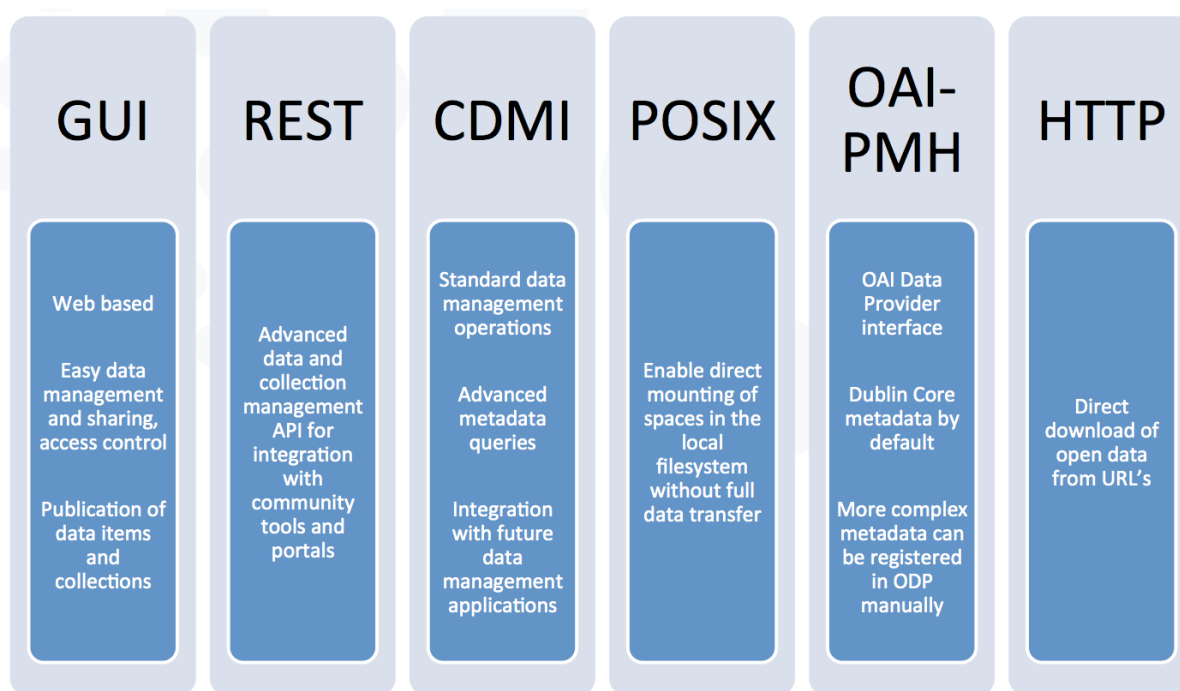 GUI
Web based
Easy data
management
and sharing,
access control
Publication of
data items
and
collections
REST
Advanced
data and
collection
management
API for
integration
with
community
tools and
portals
CDMI
Standard data
management
operations
Advanced
metadata
queries
Integration
with future
data
management
applications
POSIX
Enable direct
mounting of
spaces in the
local
filesystem
without full
data transfer
OAI-
PMH
OAI Data
Provider
interface
Dublin Core
metadata by
default
More complex
metadata can
be registered
in ODP
manually
HTTP
Direct
download of
open data
from URL’s